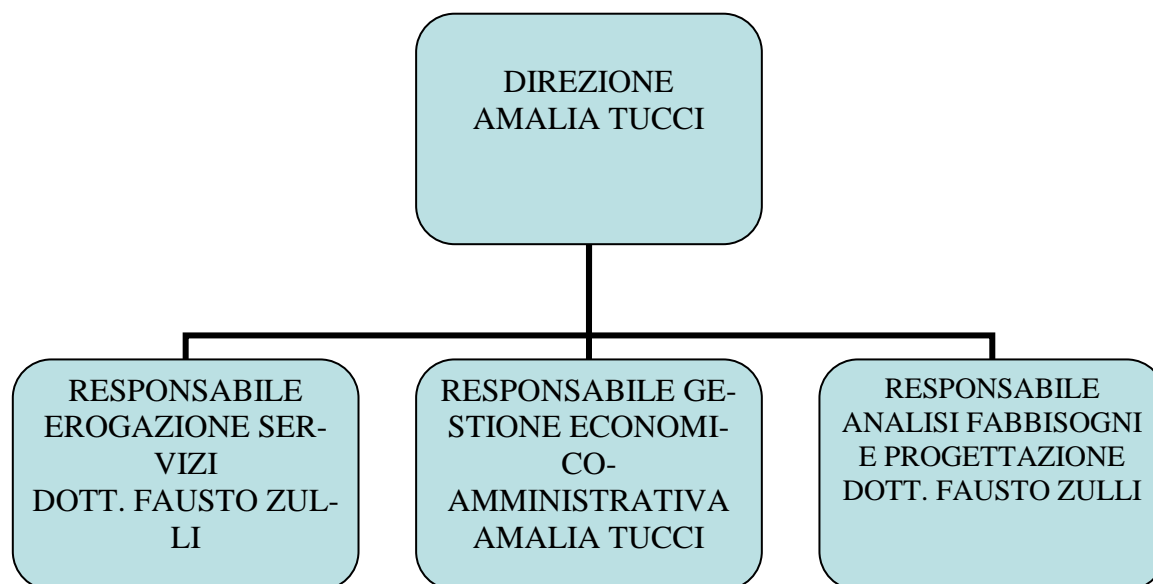 DIREZIONE
AMALIA TUCCI
RESPONSABILE
EROGAZIONE SER-
VIZI
DOTT. FAUSTO ZUL-
LI
RESPONSABILE GE-
STIONE ECONOMI-
CO-
AMMINISTRATIVA
AMALIA TUCCI
RESPONSABILE
ANALISI FABBISOGNI
E PROGETTAZIONE
DOTT. FAUSTO ZULLI